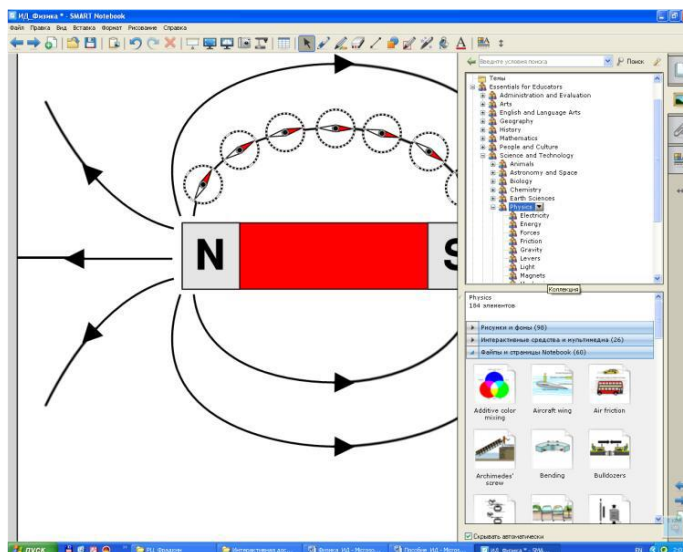 ИД_Физика * - SMART Notebook
Файл Правка Вид Вставка Формат Рисование Справка
Введите условия поиска
Поиск
Темы
Essentials for Educators
Administration and Evaluation
Arts
English and Language Arts
Geography
History
Mathematics
People and Culture
Science and Technology
Animals
Astronomy and Space
Biology
Chemistry
Earth Sciences
Physics
Electricity
Energy
Forces
Friction
Gravity
Levers
Light
Magnets
Коллекция
N
S
Physics
184 элементов
Рисунки и фоны (98)
Интерактивные средства и мультимедиа (26)
Файлы и страницы Notebook (60)
Additive color mixing
Aircraft wing
Air friction
Archimedes' screw
Bending
Bulldozers
Скрывать автоматически
пуск
EN